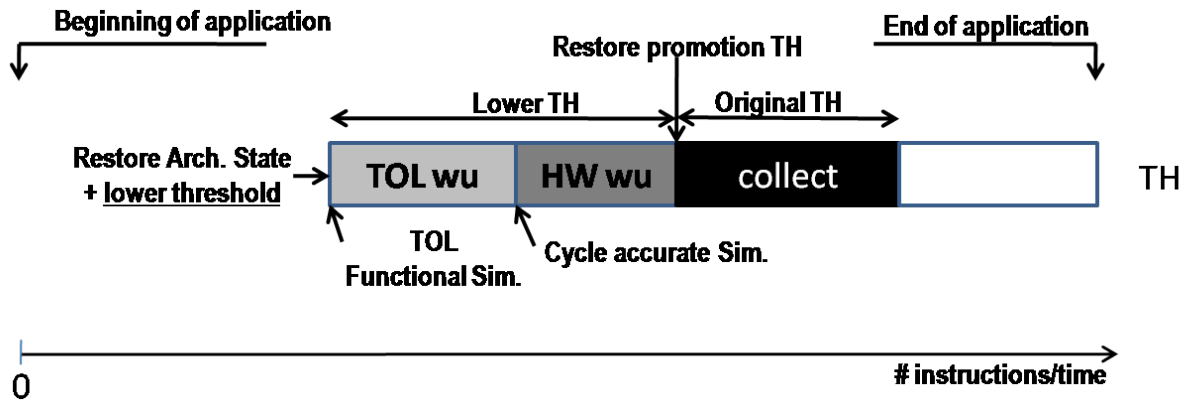 Beginning of application
End of application
Restore promotion TH
Lower TH
Original TH
Restore Arch. State
+ lower threshold
TOL wu
HW wu
collect
TH
TOL
Functional Sim.
Cycle accurate Sim.
0
# instructions/time